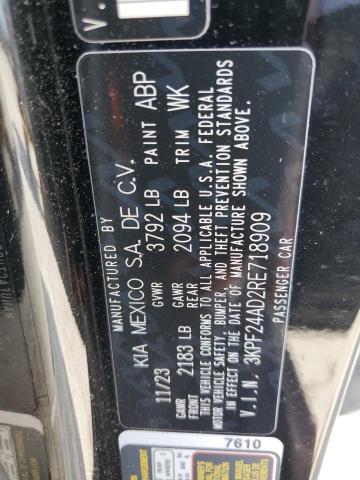 MANUFACTURED BY
KIA MEXICO S.A. DE C.V.
11/23 GVWR 3792 LB PAINT ABP
GAWR FRONT 2183 LB GAWR REAR 2094 LB TRIM WK
THIS VEHICLE CONFORMS TO ALL APPLICABLE U.S.A. FEDERAL
MOTOR VEHICLE SAFETY, BUMPER, AND THEFT PREVENTION STANDARDS
IN EFFECT ON THE DATE OF MANUFACTURE SHOWN ABOVE.
V.I.N. 3KPF24AD2RE718909
PASSENGER CAR
7610